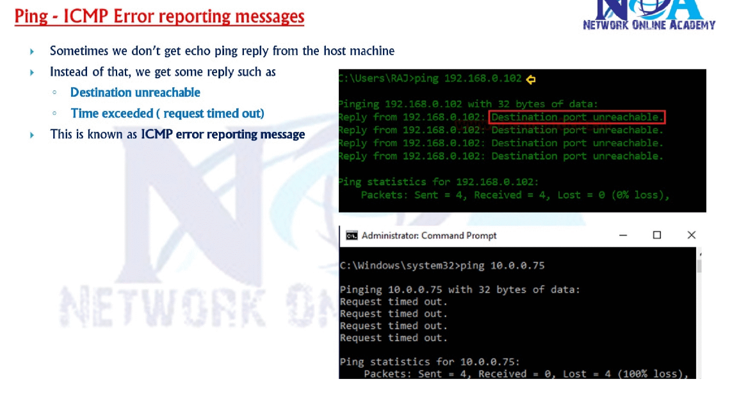 Ping - ICMP Error reporting messages
NETWORK ONLINE ACADEMY
Sometimes we don't get echo ping reply from the host machine
Instead of that, we get some reply such as
Destination unreachable
Time exceeded ( request timed out)
This is known as ICMP error reporting message
C:\Users\RAJ>ping 192.168.0.102
Pinging 192.168.0.102 with 32 bytes of data:
Reply from 192.168.0.102: Destination port unreachable.
Reply from 192.168.0.102: Destination port unreachable.
Reply from 192.168.0.102: Destination port unreachable.
Reply from 192.168.0.102: Destination port unreachable.
Ping statistics for 192.168.0.102:
Packets: Sent = 4, Received = 4, Lost = 0 (0% loss),
Administrator: Command Prompt
C:\Windows\system32>ping 10.0.0.75
Pinging 10.0.0.75 with 32 bytes of data:
Request timed out.
Request timed out.
Request timed out.
Request timed out.
Ping statistics for 10.0.0.75:
Packets: Sent = 4, Received = 0, Lost = 4 (100% loss),
NETWORK ON